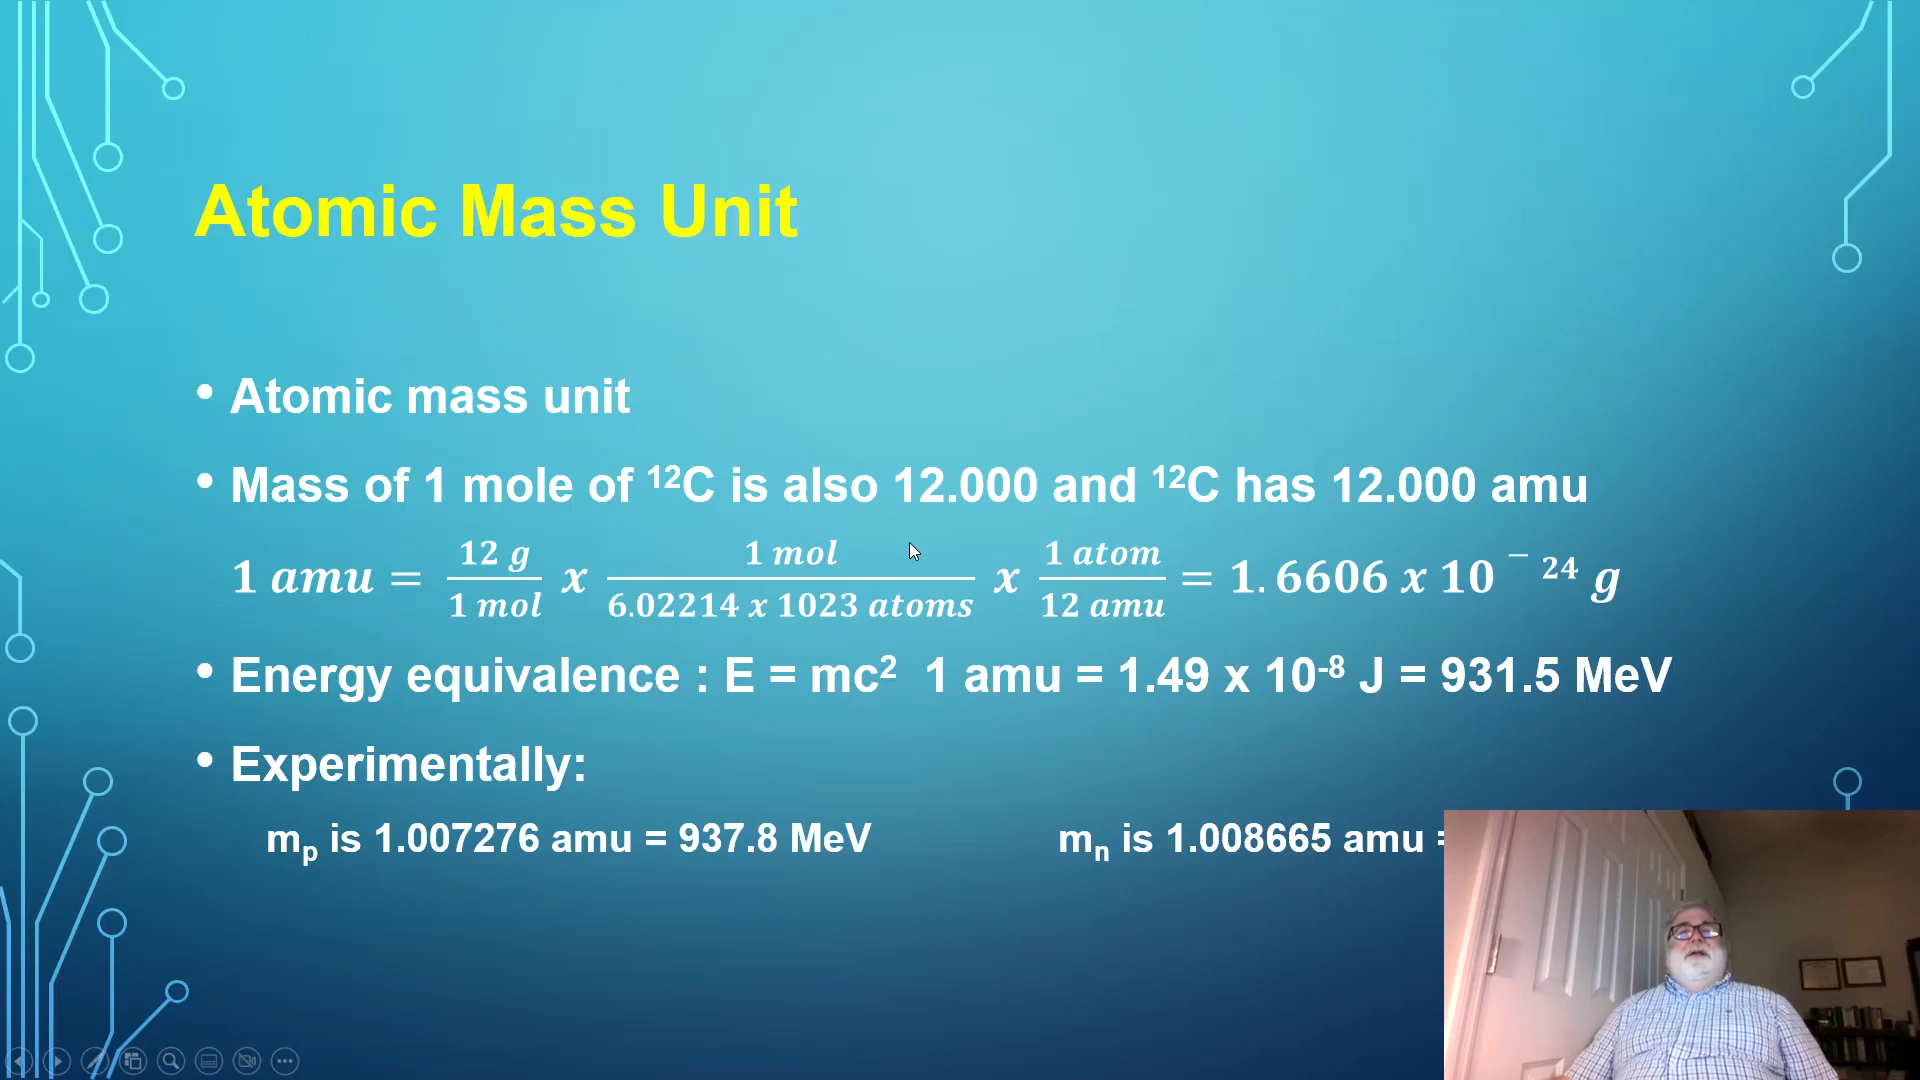 Atomic Mass Unit
• Atomic mass unit
• Mass of 1 mole of ¹²C is also 12.000 and ¹²C has 12.000 amu
1 amu = 12 g / 1 mol x 1 mol / 6.02214 x 1023 atoms x 1 atom / 12 amu = 1.6606 x 10⁻²⁴ g
• Energy equivalence : E = mc² 1 amu = 1.49 x 10⁻⁸ J = 931.5 MeV
• Experimentally:
mₚ is 1.007276 amu = 937.8 MeV mₙ is 1.008665 amu =